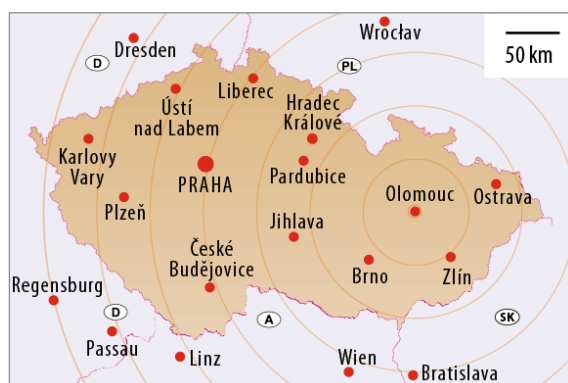 Wrocław
Dresden
50 km
D
PL
Liberec
Ústí
nad Labem
Hradec
Králové
Karlovy
Vary
PRAHA
Pardubice
Olomouc
Ostrava
Plzeň
Jihlava
České
Budějovice
Brno
Zlín
Regensburg
D
A
SK
Passau
Linz
Wien
Bratislava